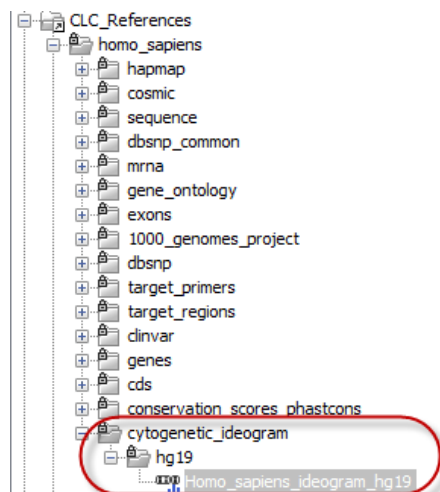 CLC_References
homo_sapiens
hapmap
cosmic
sequence
dbsnp_common
mrna
gene_ontology
exons
1000_genomes_project
dbsnp
target_primers
target_regions
clinvar
genes
cds
conservation_scores_phastcons
cytogenetic_ideogram
hg19
Homo_sapiens_ideogram_hg19